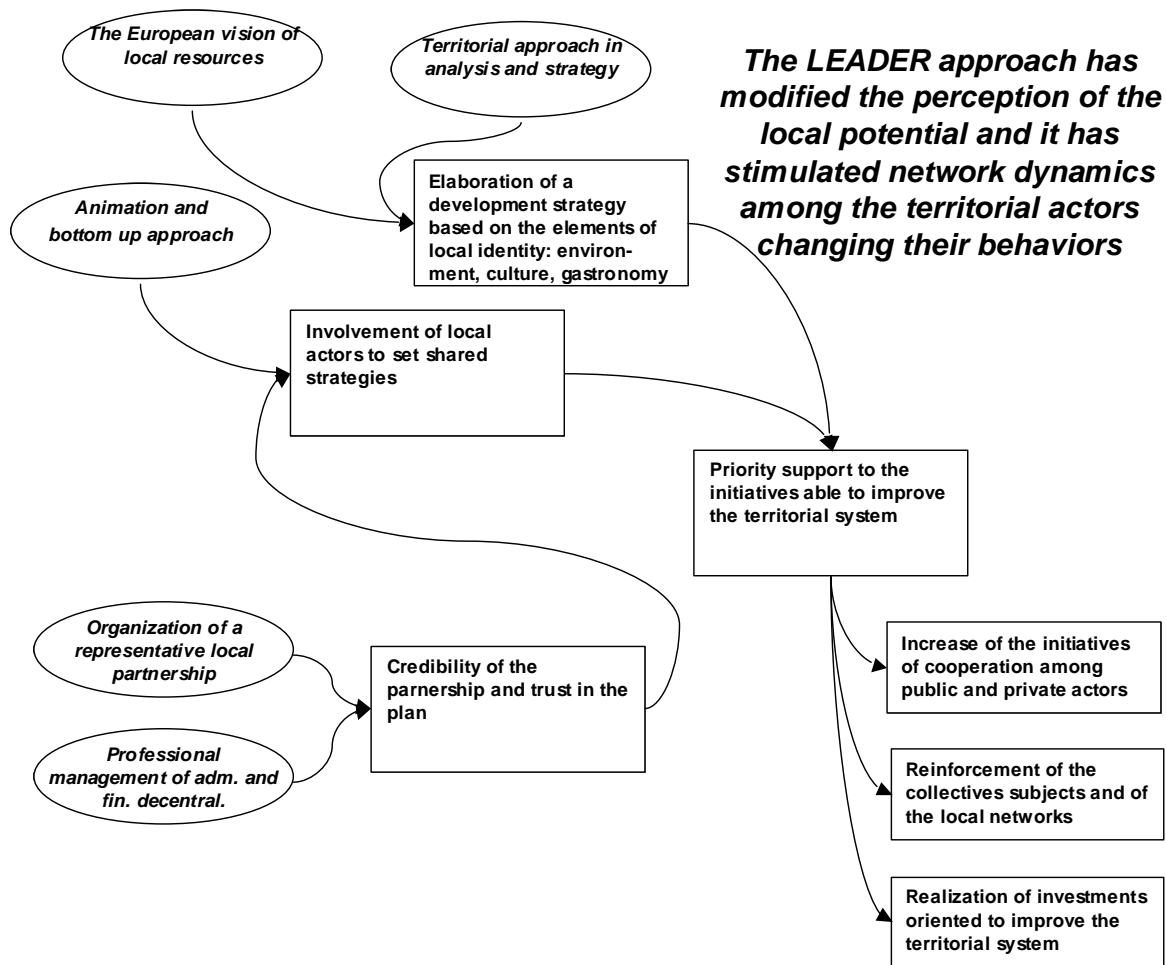 The European vision of
local resources
Territorial approach in
analysis and strategy
The LEADER approach has
modified the perception of the
local potential and it has
stimulated network dynamics
among the territorial actors
changing their behaviors
Animation and
bottom up approach
Elaboration of a
development strategy
based on the elements of
local identity: environ-
ment, culture, gastronomy
Involvement of local
actors to set shared
strategies
Priority support to the
initiatives able to improve
the territorial system
Organization of a
representative local
partnership
Credibility of the
parnership and trust in the
plan
Professional
management of adm. and
fin. decentral.
Increase of the initiatives
of cooperation among
public and private actors
Reinforcement of the
collectives subjects and of
the local networks
Realization of investments
oriented to improve the
territorial system